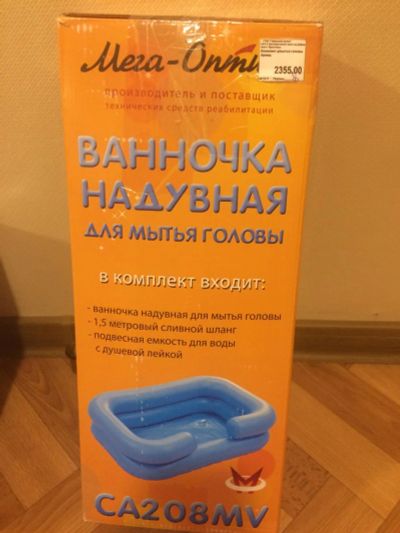 Мега-Опти
2355,00
производитель и поставщик
технических средств реабилитации
ВАННОЧКА
НАДУВНАЯ
ДЛЯ МЫТЬЯ ГОЛОВЫ
в комплект входит:
- ванночка надувная для мытья головы
- 1,5 метровый сливной шланг
- подвесная емкость для воды
с душевой лейкой
CA208MV